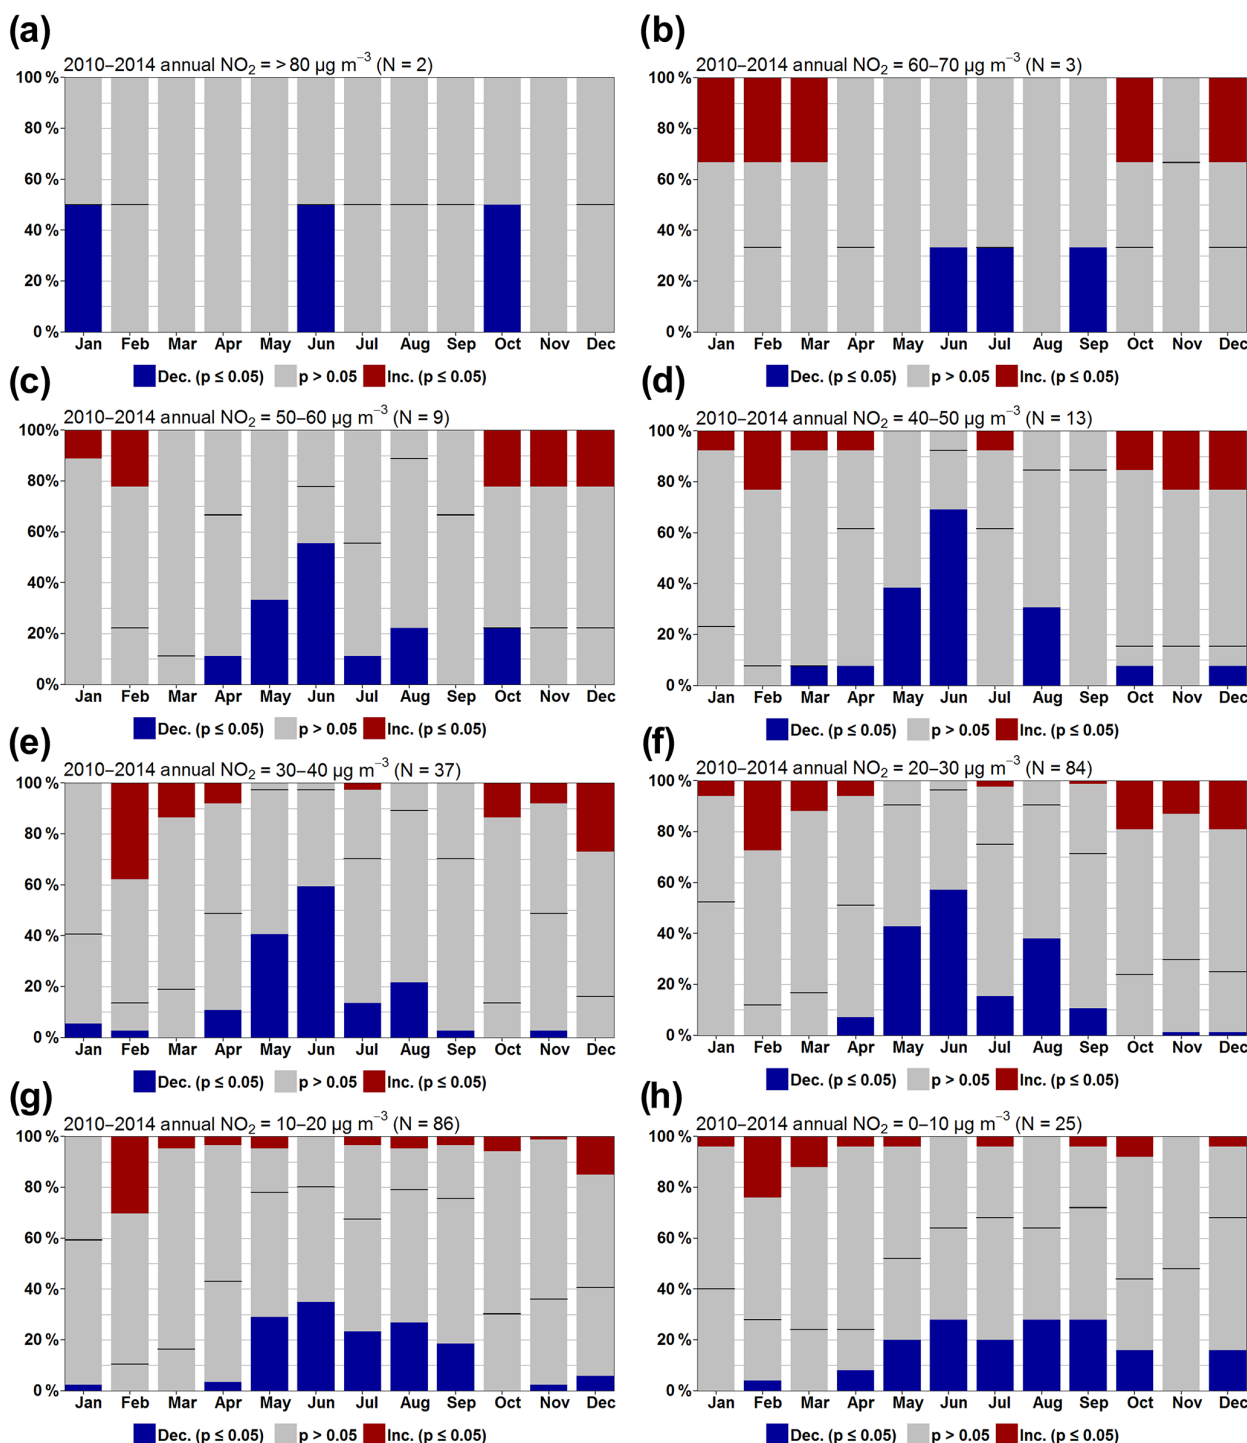 (a)
2010–2014 annual NO₂ = >80 µg m⁻³ (N = 2)
100 %
80 %
60 %
40 %
20 %
0 %
Jan Feb Mar Apr May Jun Jul Aug Sep Oct Nov Dec
Dec. (p ≤ 0.05) p > 0.05 Inc. (p ≤ 0.05)
(b)
2010–2014 annual NO₂ = 60–70 µg m⁻³ (N = 3)
100 %
80 %
60 %
40 %
20 %
0 %
Jan Feb Mar Apr May Jun Jul Aug Sep Oct Nov Dec
Dec. (p ≤ 0.05) p > 0.05 Inc. (p ≤ 0.05)
(c)
2010–2014 annual NO₂ = 50–60 µg m⁻³ (N = 9)
100 %
80 %
60%
40%
20%
0%
Jan Feb Mar Apr May Jun Jul Aug Sep Oct Nov Dec
Dec. (p ≤ 0.05) p > 0.05 Inc. (p ≤ 0.05)
(d)
2010–2014 annual NO₂ = 40–50 µg m⁻³ (N = 13)
100 %
80 %
60 %
40 %
20 %
0 %
Jan Feb Mar Apr May Jun Jul Aug Sep Oct Nov Dec
Dec. (p ≤ 0.05) p > 0.05 Inc. (p ≤ 0.05)
(e)
2010–2014 annual NO₂ = 30–40 µg m⁻³ (N = 37)
100 %
80 %
60 %
40 %
20 %
0%
Jan Feb Mar Apr May Jun Jul Aug Sep Oct Nov Dec
Dec. (p ≤ 0.05) p > 0.05 Inc. (p ≤ 0.05)
(f)
2010–2014 annual NO₂ = 20–30 µg m⁻³ (N = 84)
100 %
80 %
60 %
40 %
20 %
0 %
Jan Feb Mar Apr May Jun Jul Aug Sep Oct Nov Dec
Dec. (p ≤ 0.05) p > 0.05 Inc. (p ≤ 0.05)
(g)
2010–2014 annual NO₂ = 10–20 µg m⁻³ (N = 86)
100 %
80 %
60 %
40 %
20 %
0 %
Jan Feb Mar Apr May Jun Jul Aug Sep Oct Nov Dec
Dec. (p ≤ 0.05) p > 0.05 Inc. (p ≤ 0.05)
(h)
2010–2014 annual NO₂ = 0–10 µg m⁻³ (N = 25)
100 %
80 %
60 %
40 %
20 %
0 %
Jan Feb Mar Apr May Jun Jul Aug Sep Oct Nov Dec
Dec. (p ≤ 0.05) p > 0.05 Inc. (p ≤ 0.05)